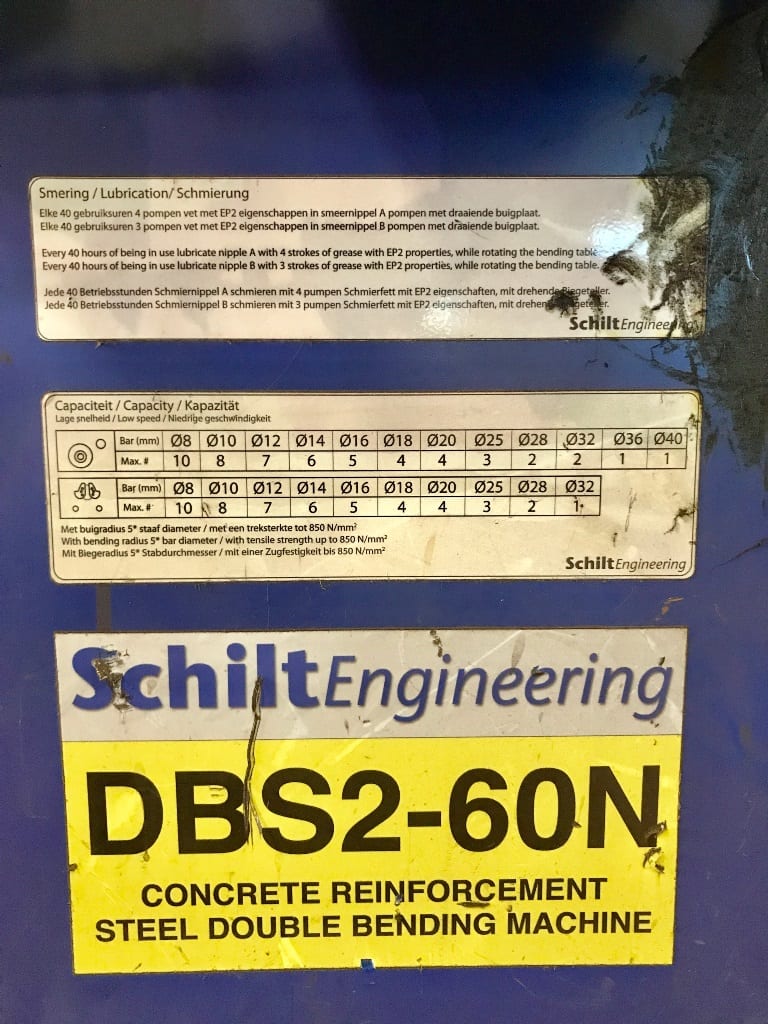 Smering / Lubrication/ Schmierung
Elke 40 gebruiksuren 4 pompen vet met EP2 eigenschappen in smeernippel A pompen met draaiende buigplaat.
Elke 40 gebruiksuren 3 pompen vet met EP2 eigenschappen in smeernippel B pompen met draaiende buigplaat.
Every 40 hours of being in use lubricate nipple A with 4 strokes of grease with EP2 properties, while rotating the bending table
Every 40 hours of being in use lubricate nipple B with 3 strokes of grease with EP2 properties, while rotating the bending table.
Jede 40 Betriebsstunden Schmiernippel A schmieren mit 4 pumpen Schmierfett mit EP2 eigenschaften, mit drehende Biegeteller.
Jede 40 Betriebsstunden Schmiernippel B schmieren mit 3 pumpen Schmierfett mit EP2 eigenschaften, mit
Schilt Engineering
Capaciteit / Capacity / Kapazität
Lage snelheid / Low speed / Niedrige geschwindigkeit
Bar (mm) Ø8 Ø10 Ø12 Ø14 Ø16 Ø18 Ø20 Ø25 Ø28 Ø32 Ø36 Ø40
Max. # 10 8 7 6 5 4 4 3 2 2 1 1
Bar (mm) Ø8 Ø10 Ø12 Ø14 Ø16 Ø18 Ø20 Ø25 Ø28 Ø32
Max. # 10 8 7 6 5 4 4 3 2 1
Met buigradius 5* staaf diameter / met een treksterkte tot 850 N/mm²
With bending radius 5* bar diameter / with tensile strength up to 850 N/mm²
Mit Biegeradius 5* Stabdurchmesser / mit einer Zugfestigkeit bis 850 N/mm²
Schilt Engineering
Schilt Engineering
DBS2-60N
CONCRETE REINFORCEMENT
STEEL DOUBLE BENDING MACHINE